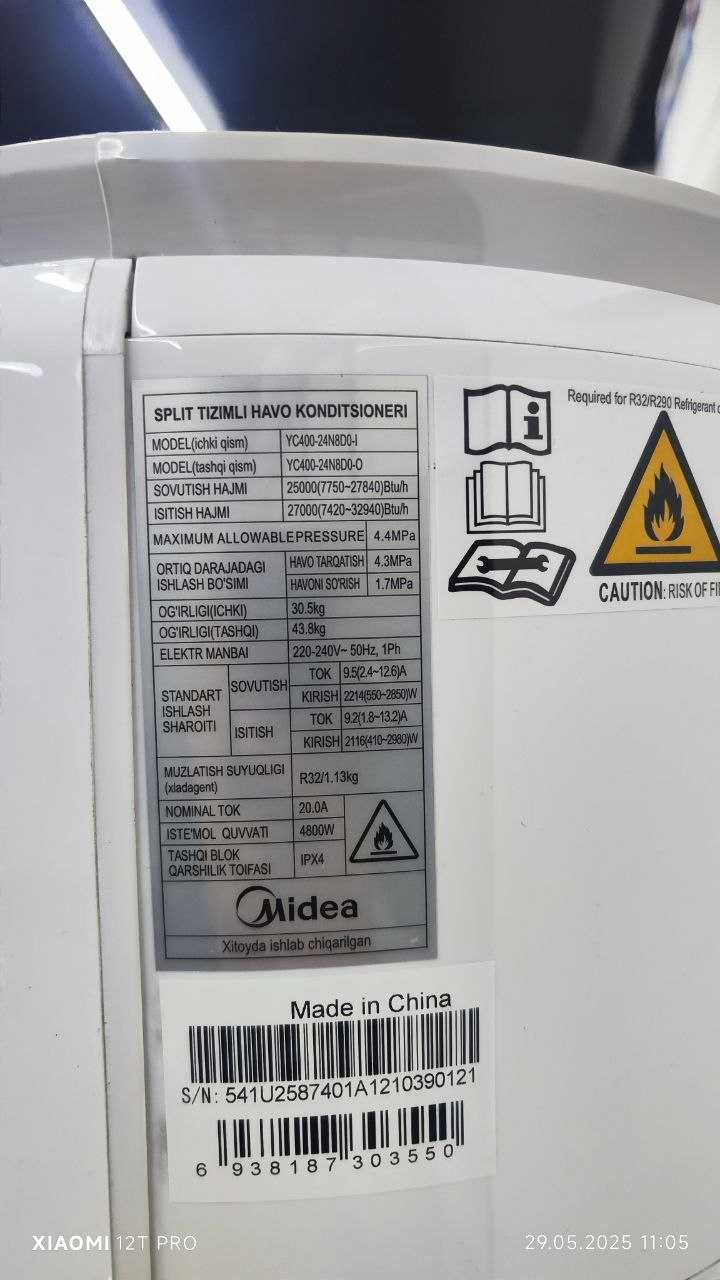 SPLIT TIZIMLI HAVO KONDITSIONERI
MODEL(ichki qism) YC400-24N8D0-I
MODEL(tashqi qism) YC400-24N8D0-O
SOVUTISH HAJMI 25000(7750~27840)Btu/h
ISITISH HAJMI 27000(7420~32940)Btu/h
MAXIMUM ALLOWABLE PRESSURE 4.4MPa
ORTIQ DARAJADAGI
ISHLASH BO'SIMI
HAVO TARQATISH 4.3MPa
HAVONI SO'RISH 1.7MPa
OG'IRLIGI(ICHKI) 30.5kg
OG'IRLIGI(TASHQI) 43.8kg
ELEKTR MANBAI 220-240V~ 50Hz, 1Ph
STANDART
ISHLASH
SHAROITI
SOVUTISH
TOK 9.5(2.4~12.6)A
KIRISH 2214(550~2850)W
ISITISH
TOK 9.2(1.8~13.2)A
KIRISH 2116(410~2980)W
MUZLATISH SUYUQLIGI
(xladagent)
R32/1.13kg
NOMINAL TOK 20.0A
ISTE'MOL QUVVATI 4800W
TASHQI BLOK
QARSHILIK TOIFASI
IPX4
Midea
Xitoyda ishlab chiqarilgan
Required for R32/R290 Refrigerant
CAUTION: RISK OF
Made in China
S/N: 541U2587401A1210390121
6 938187 303550
XIAOMI 12T PRO
29.05.2025 11:05